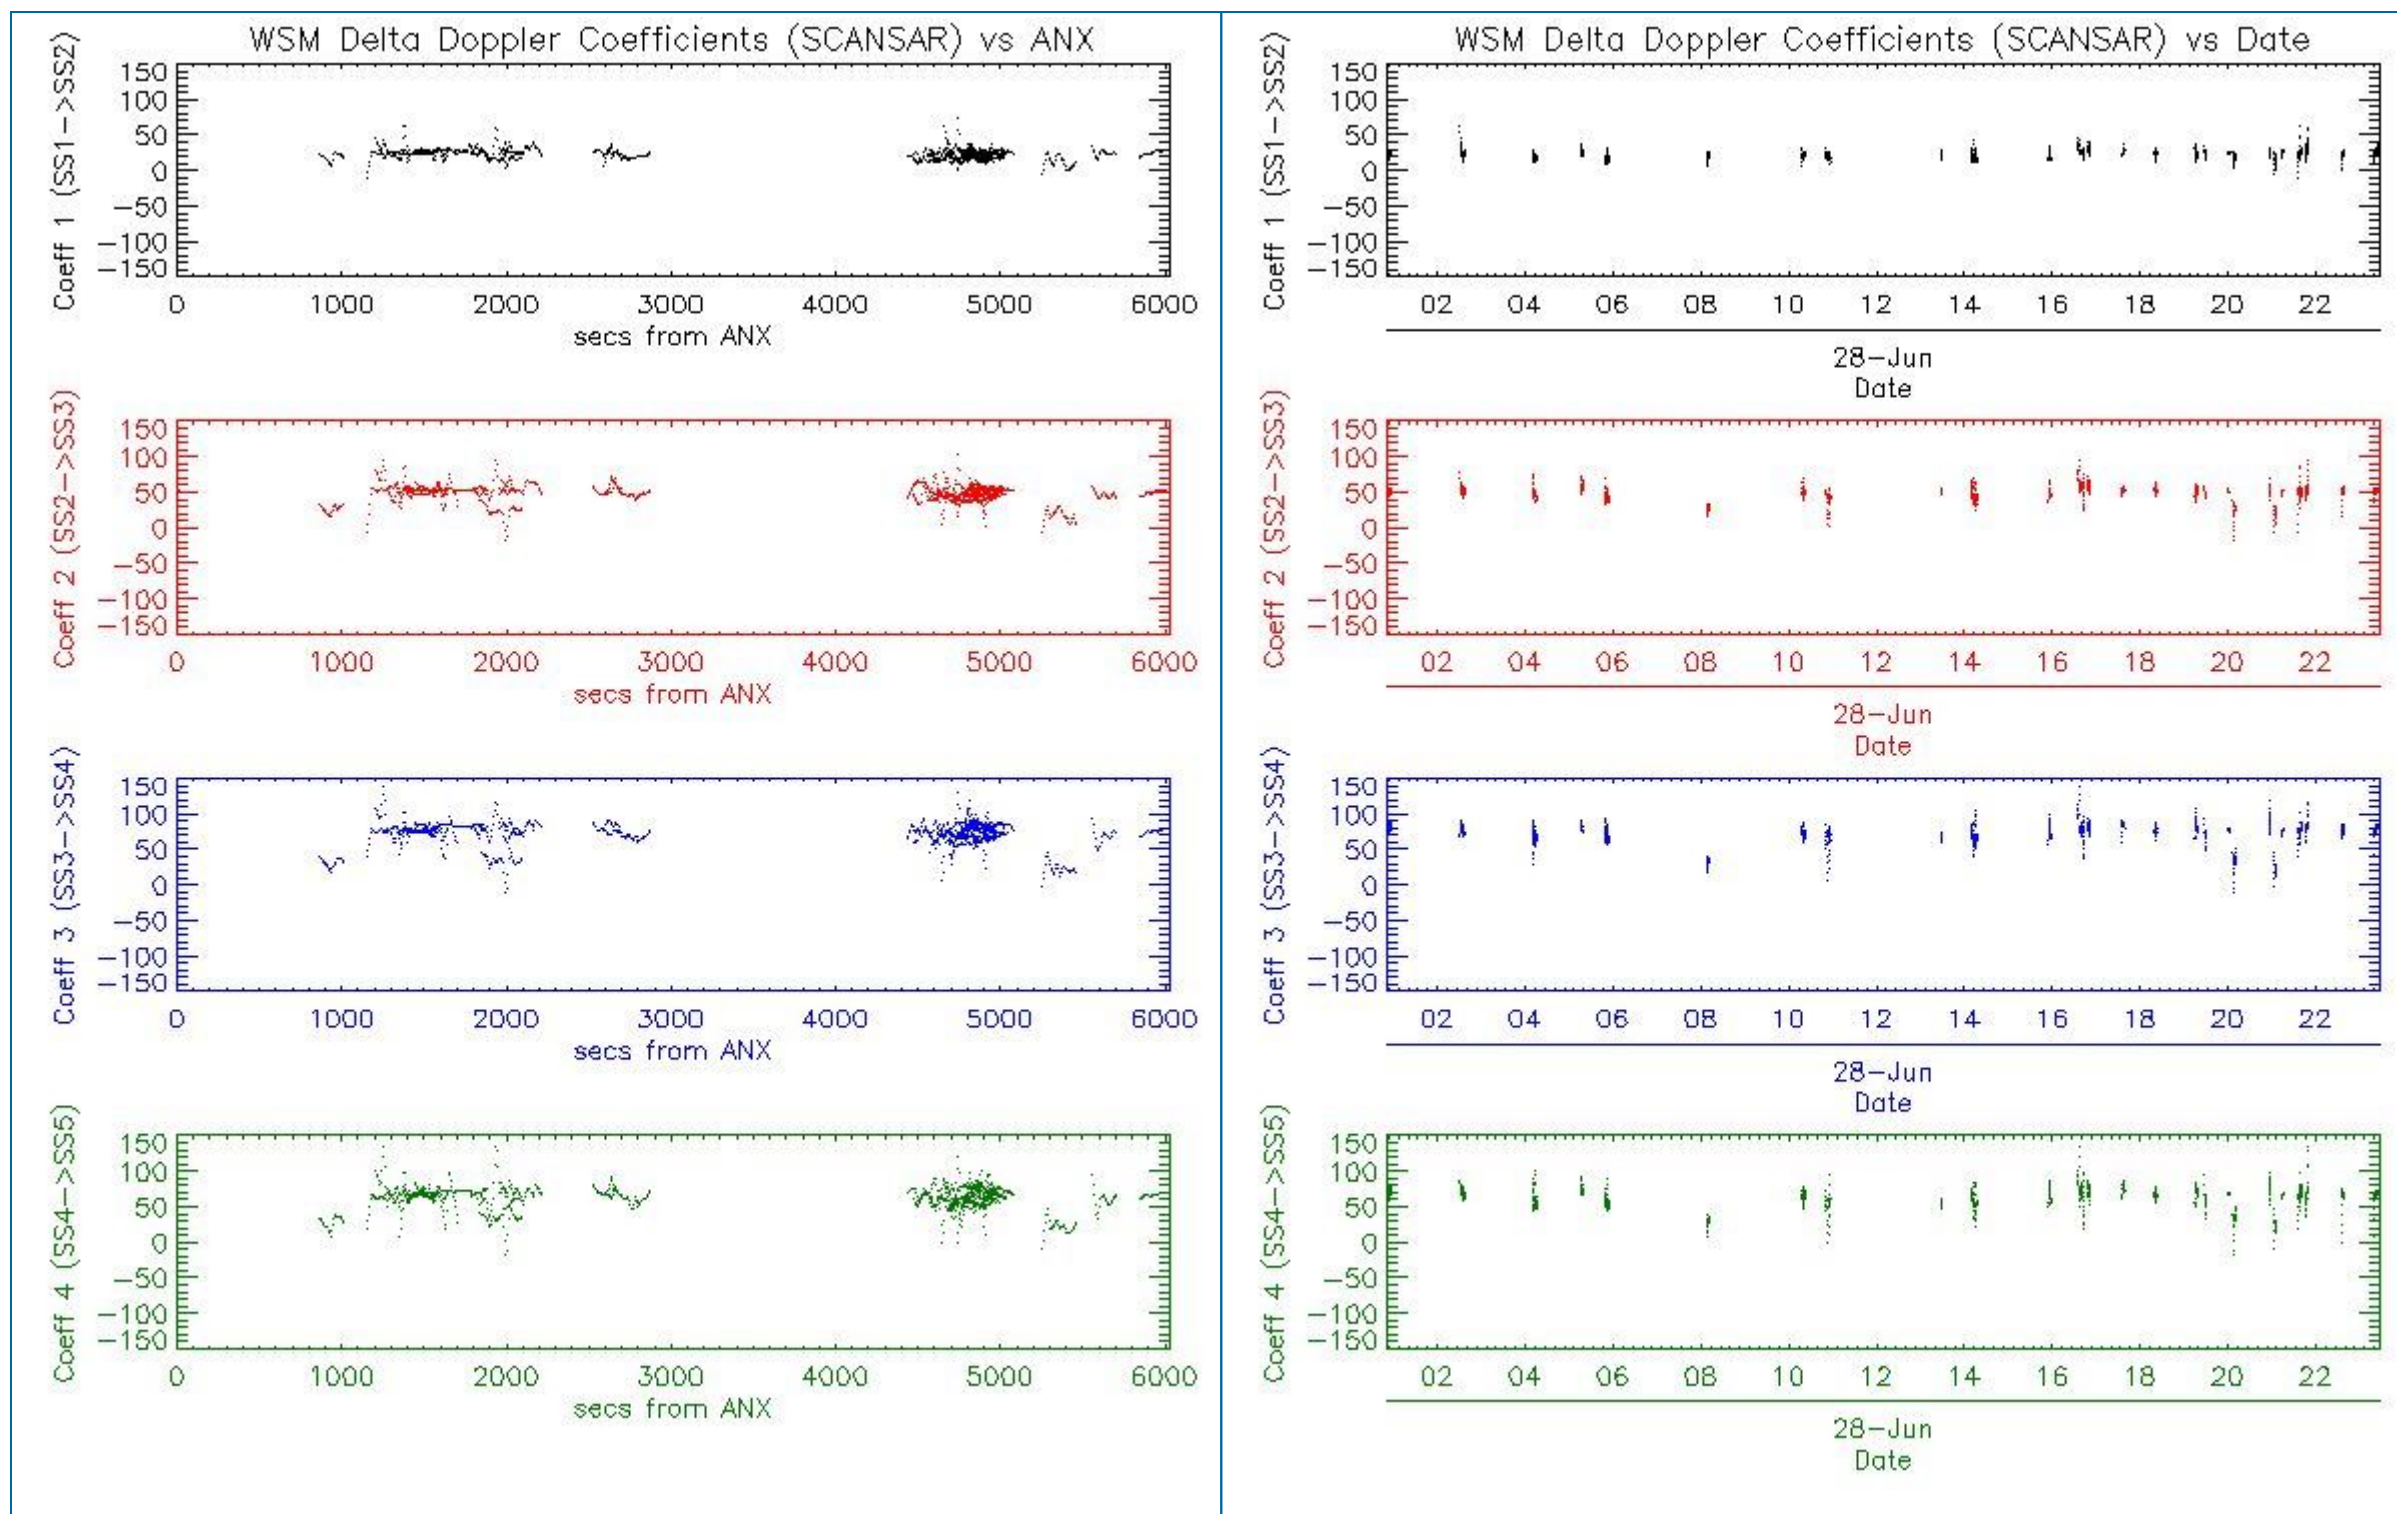 WSM Delta Doppler Coefficients (SCANSAR) vs ANX
Coeff 1 (SS1->SS2)
150
100
50
0
-50
-100
-150
0 1000 2000 3000 4000 5000 6000
secs from ANX
Coeff 2 (SS2->SS3)
150
100
50
0
-50
-100
-150
0 1000 2000 3000 4000 5000 6000
secs from ANX
Coeff 3 (SS3->SS4)
150
100
50
0
-50
-100
-150
0 1000 2000 3000 4000 5000 6000
secs from ANX
Coeff 4 (SS4->SS5)
150
100
50
0
-50
-100
-150
0 1000 2000 3000 4000 5000 6000
secs from ANX
WSM Delta Doppler Coefficients (SCANSAR) vs Date
Coeff 1 (SS1->SS2)
150
100
50
0
-50
-100
-150
02 04 06 08 10 12 14 16 18 20 22
28-Jun
Date
Coeff 2 (SS2->SS3)
150
100
50
0
-50
-100
-150
02 04 06 08 10 12 14 16 18 20 22
28-Jun
Date
Coeff 3 (SS3->SS4)
150
100
50
0
-50
-100
-150
02 04 06 08 10 12 14 16 18 20 22
28-Jun
Date
Coeff 4 (SS4->SS5)
150
100
50
0
-50
-100
-150
02 04 06 08 10 12 14 16 18 20 22
28-Jun
Date